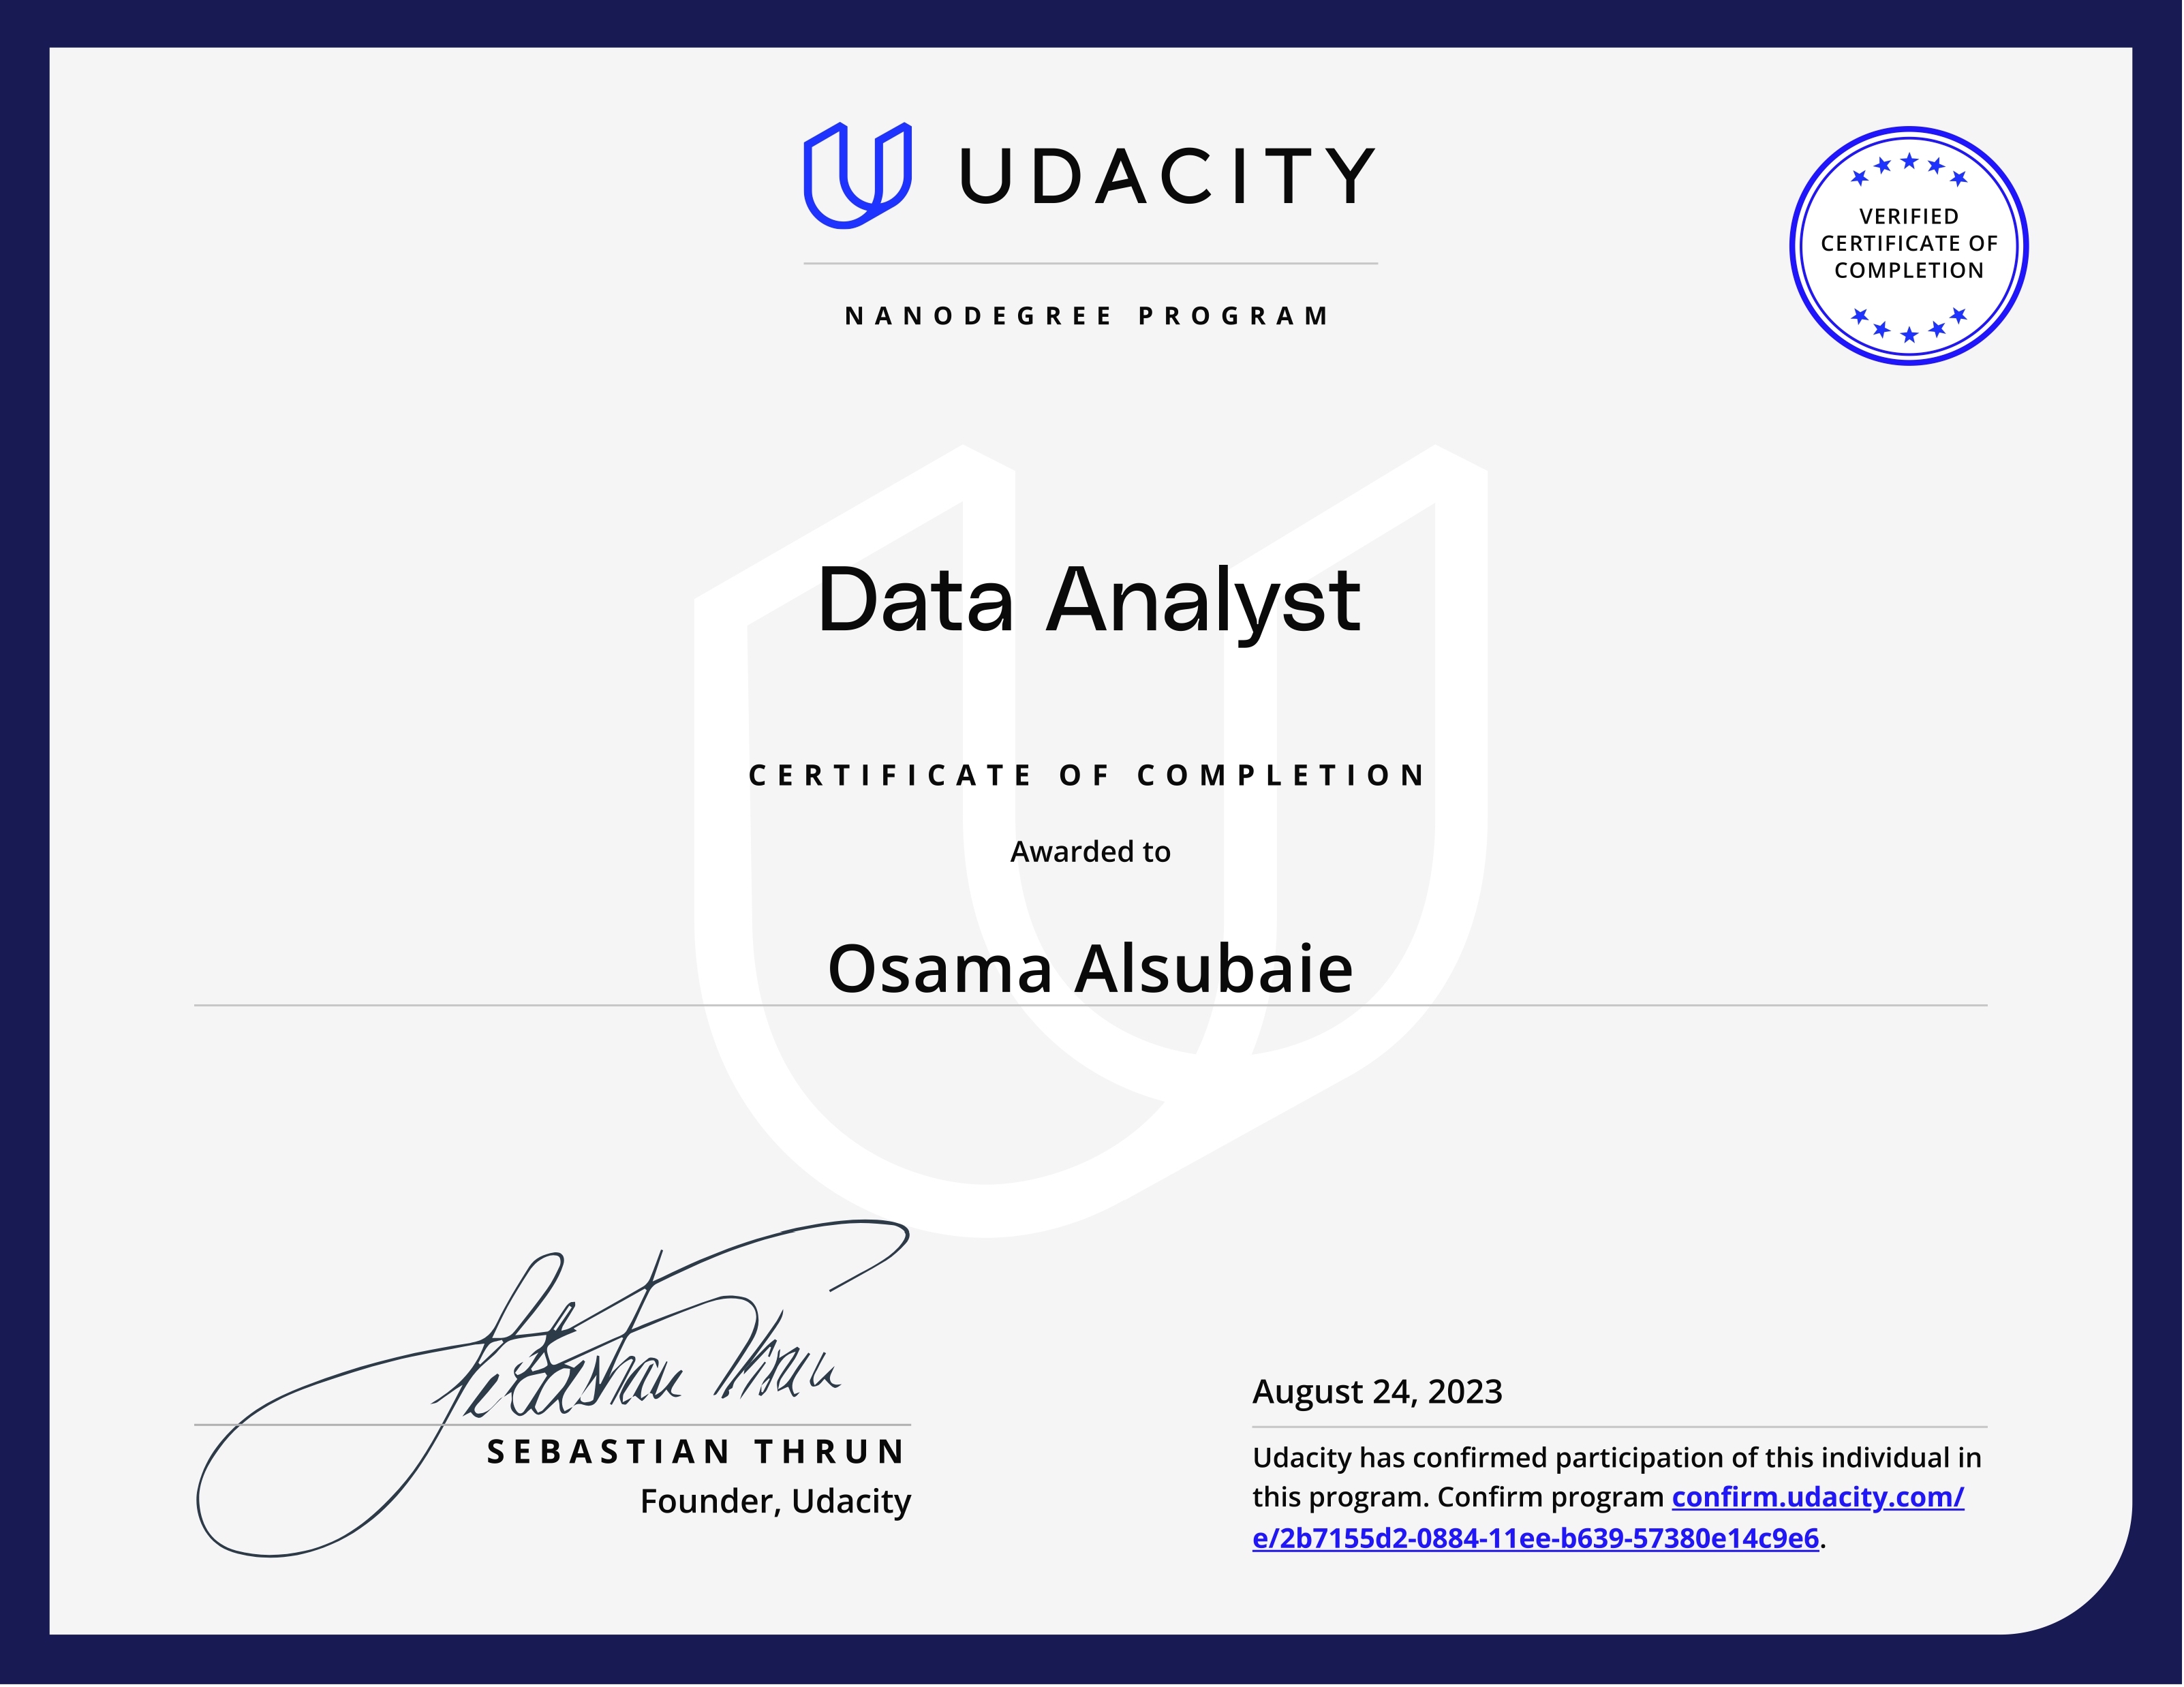 UDACITY
VERIFIED
CERTIFICATE OF
COMPLETION
NANODEGREE PROGRAM
Data Analyst
CERTIFICATE OF COMPLETION
Awarded to
Osama Alsubaie
Sebastian Thrun
SEBASTIAN THRUN
Founder, Udacity
August 24, 2023
Udacity has confirmed participation of this individual in
this program. Confirm program confirm.udacity.com/
e/2b7155d2-0884-11ee-b639-57380e14c9e6.